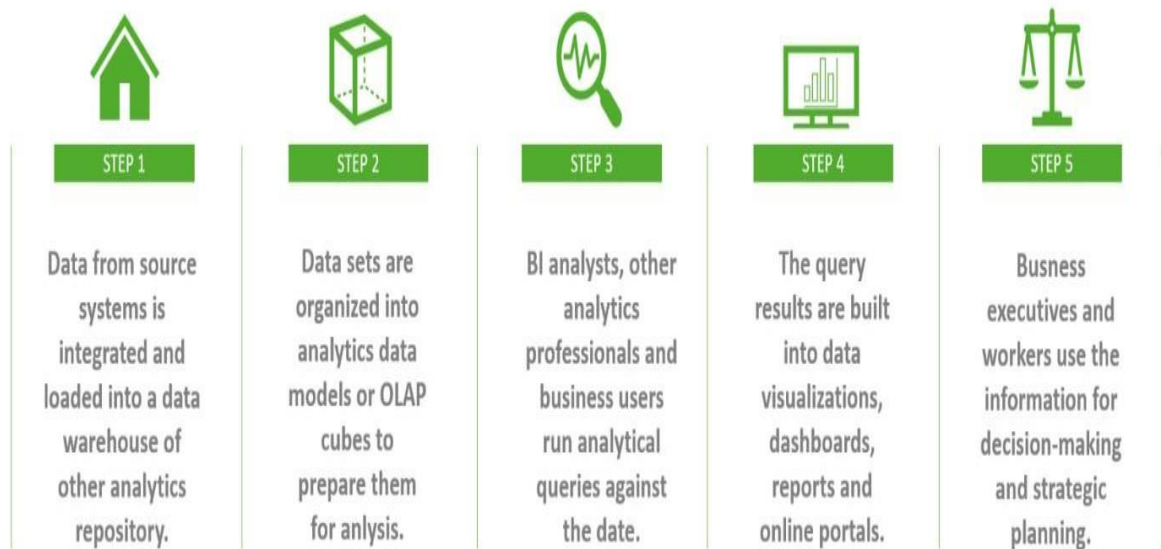 STEP 1
Data from source
systems is
integrated and
loaded into a data
warehouse of
other analytics
repository.
STEP 2
Data sets are
organized into
analytics data
models or OLAP
cubes to
prepare them
for anlysis.
STEP 3
BI analysts, other
analytics
professionals and
business users
run analytical
queries against
the date.
STEP 4
The query
results are built
into data
visualizations,
dashboards,
reports and
online portals.
STEP 5
Busness
executives and
workers use the
information for
decision-making
and strategic
planning.